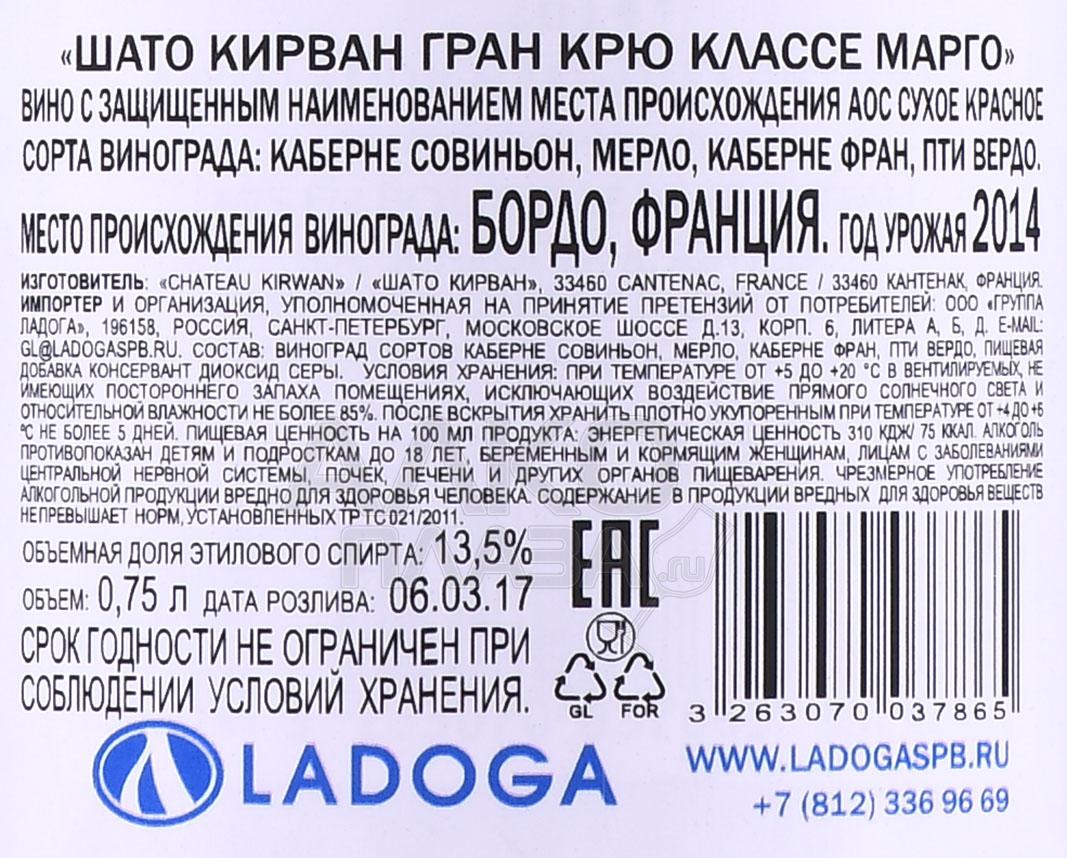 «ШАТО КИРВАН ГРАН КРЮ КЛАССЕ МАРГО»
ВИНО С ЗАЩИЩЕННЫМ НАИМЕНОВАНИЕМ МЕСТА ПРОИСХОЖДЕНИЯ АОС СУХОЕ КРАСНОЕ
СОРТА ВИНОГРАДА: КАБЕРНЕ СОВИНЬОН, МЕРЛО, КАБЕРНЕ ФРАН, ПТИ ВЕРДО.
МЕСТО ПРОИСХОЖДЕНИЯ ВИНОГРАДА: БОРДО, ФРАНЦИЯ. ГОД УРОЖАЯ 2014
ИЗГОТОВИТЕЛЬ: «CHATEAU KIRWAN» / «ШАТО КИРВАН», 33460 CANTENAC, FRANCE / 33460 КАНТЕНАК, ФРАНЦИЯ.
ИМПОРТЕР И ОРГАНИЗАЦИЯ, УПОЛНОМОЧЕННАЯ НА ПРИНЯТИЕ ПРЕТЕНЗИЙ ОТ ПОТРЕБИТЕЛЕЙ: ООО «ГРУППА
ЛАДОГА», 196158, РОССИЯ, САНКТ-ПЕТЕРБУРГ, МОСКОВСКОЕ ШОССЕ Д.13, КОРП. 6, ЛИТЕРА А, Б, Д. E-MAIL:
GL@LADOGASPB.RU. СОСТАВ: ВИНОГРАД СОРТОВ КАБЕРНЕ СОВИНЬОН, МЕРЛО, КАБЕРНЕ ФРАН, ПТИ ВЕРДО, ПИЩЕВАЯ
ДОБАВКА КОНСЕРВАНТ ДИОКСИД СЕРЫ. УСЛОВИЯ ХРАНЕНИЯ: ПРИ ТЕМПЕРАТУРЕ ОТ +5 ДО +20 °С В ВЕНТИЛИРУЕМЫХ, НЕ
ИМЕЮЩИХ ПОСТОРОННЕГО ЗАПАХА ПОМЕЩЕНИЯХ, ИСКЛЮЧАЮЩИХ ВОЗДЕЙСТВИЕ ПРЯМОГО СОЛНЕЧНОГО СВЕТА И
ОТНОСИТЕЛЬНОЙ ВЛАЖНОСТИ НЕ БОЛЕЕ 85%. ПОСЛЕ ВСКРЫТИЯ ХРАНИТЬ ПЛОТНО УКУПОРЕННЫМ ПРИ ТЕМПЕРАТУРЕ ОТ +4 ДО +6
°С НЕ БОЛЕЕ 5 ДНЕЙ. ПИЩЕВАЯ ЦЕННОСТЬ НА 100 МЛ ПРОДУКТА: ЭНЕРГЕТИЧЕСКАЯ ЦЕННОСТЬ 310 КДЖ/ 75 ККАЛ. АЛКОГОЛЬ
ПРОТИВОПОКАЗАН ДЕТЯМ И ПОДРОСТКАМ ДО 18 ЛЕТ, БЕРЕМЕННЫМ И КОРМЯЩИМ ЖЕНЩИНАМ, ЛИЦАМ С ЗАБОЛЕВАНИЯМИ
ЦЕНТРАЛЬНОЙ НЕРВНОЙ СИСТЕМЫ, ПОЧЕК, ПЕЧЕНИ И ДРУГИХ ОРГАНОВ ПИЩЕВАРЕНИЯ. ЧРЕЗМЕРНОЕ УПОТРЕБЛЕНИЕ
АЛКОГОЛЬНОЙ ПРОДУКЦИИ ВРЕДНО ДЛЯ ЗДОРОВЬЯ ЧЕЛОВЕКА. СОДЕРЖАНИЕ В ПРОДУКЦИИ ВРЕДНЫХ ДЛЯ ЗДОРОВЬЯ ВЕЩЕСТВ
НЕ ПРЕВЫШАЕТ НОРМ, УСТАНОВЛЕННЫХ ТР ТС 021/2011.
ОБЪЕМНАЯ ДОЛЯ ЭТИЛОВОГО СПИРТА: 13,5%
ОБЪЕМ: 0,75 Л ДАТА РОЗЛИВА: 06.03.17
СРОК ГОДНОСТИ НЕ ОГРАНИЧЕН ПРИ
СОБЛЮДЕНИИ УСЛОВИЙ ХРАНЕНИЯ.
EAC
GL FOR
3 263070 037865
LADOGA
WWW.LADOGASPB.RU
+7 (812) 336 96 69